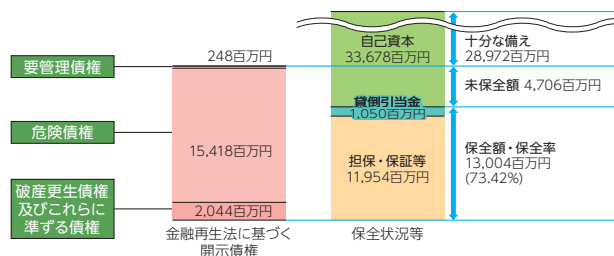 要管理債権
危険債権
破産更生債権
及びこれらに
準ずる債権
248百万円
15,418百万円
2,044百万円
金融再生法に基づく
開示債権
自己資本
33,678百万円
貸倒引当金
1,050百万円
担保・保証等
11,954百万円
保全状況等
十分な備え
28,972百万円
未保全額 4,706百万円
保全額・保全率
13,004百万円
(73.42%)